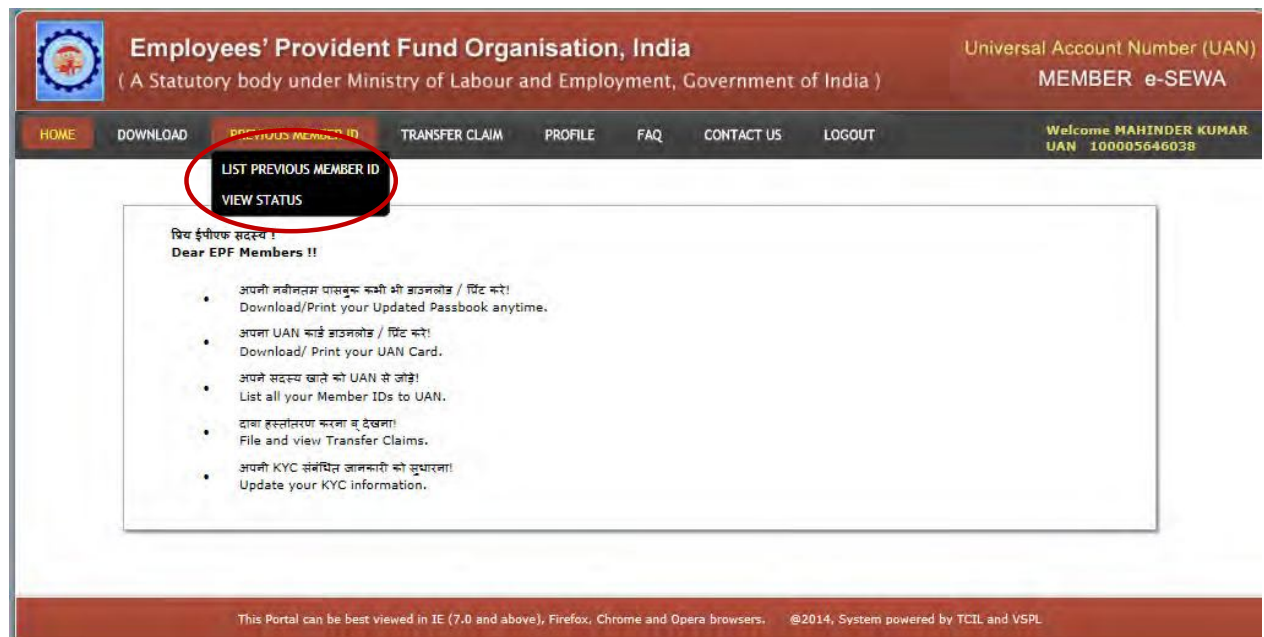 Employees' Provident Fund Organisation, India
( A Statutory body under Ministry of Labour and Employment, Government of India )
Universal Account Number (UAN)
MEMBER e-SEWA
HOME DOWNLOAD PREVIOUS MEMBER ID TRANSFER CLAIM PROFILE FAQ CONTACT US LOGOUT
Welcome MAHINDER KUMAR
UAN 100005646038
LIST PREVIOUS MEMBER ID
VIEW STATUS
प्रिय ईपीएफ सदस्य !
Dear EPF Members !!
अपनी नवीनतम पासबुक कभी भी डाउनलोड / प्रिंट करे!
Download/Print your Updated Passbook anytime.
अपना UAN कार्ड डाउनलोड / प्रिंट करे!
Download/ Print your UAN Card.
अपने सदस्य खाते को UAN से जोड़े!
List all your Member IDs to UAN.
दावा हस्तांतरण करना व् देखना!
File and view Transfer Claims.
अपनी KYC संबंधित जानकारी को सुधारना!
Update your KYC information.
This Portal can be best viewed in IE (7.0 and above), Firefox, Chrome and Opera browsers. @2014, System powered by TCIL and VSPL